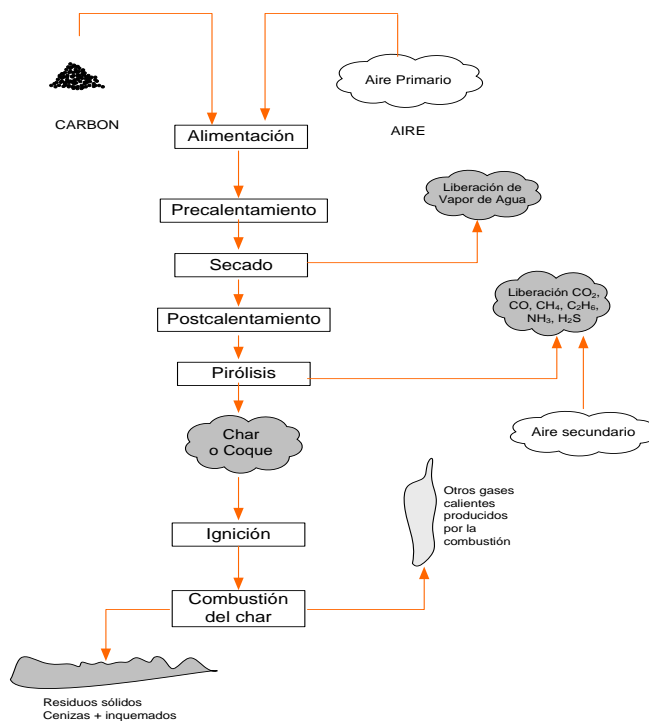 Aire Primario
CARBON
AIRE
Alimentación
Liberación de
Vapor de Agua
Precalentamiento
Secado
Liberación CO₂,
CO, CH₄, C₂H₆,
NH₃, H₂S
Postcalentamiento
Pirólisis
Aire secundario
Char
o Coque
Otros gases
calientes
producidos
por la
combustión
Ignición
Combustión
del char
Residuos sólidos
Cenizas + inquemados